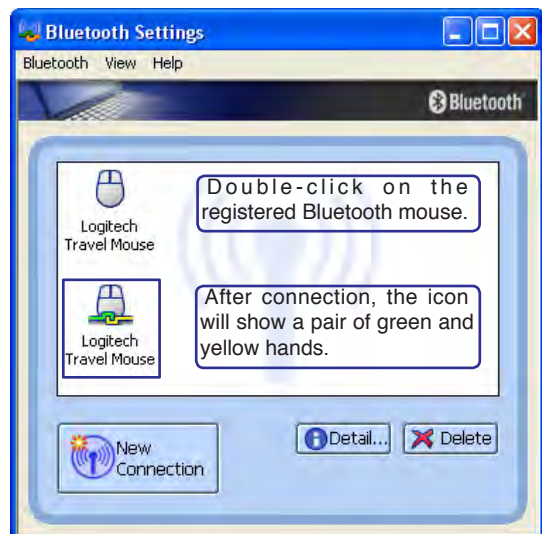 Bluetooth Settings
Bluetooth View Help
Bluetooth
Logitech
Travel Mouse
Double-click on the
registered Bluetooth mouse.
Logitech
Travel Mouse
After connection, the icon
will show a pair of green and
yellow hands.
New
Connection
Detail...
Delete